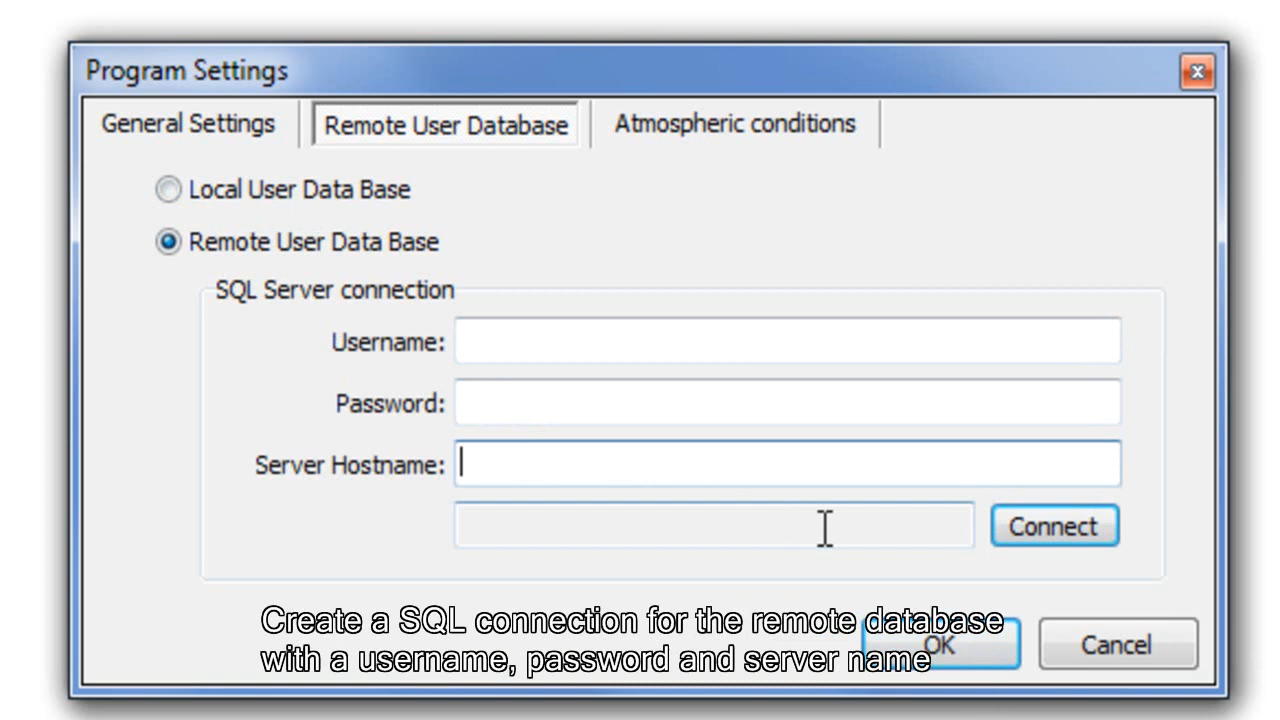 Program Settings
General Settings
Remote User Database
Atmospheric conditions
Local User Data Base
Remote User Data Base
SQL Server connection
Username:
Password:
Server Hostname:
Connect
Create a SQL connection for the remote database
with a username, password and server name
OK
Cancel